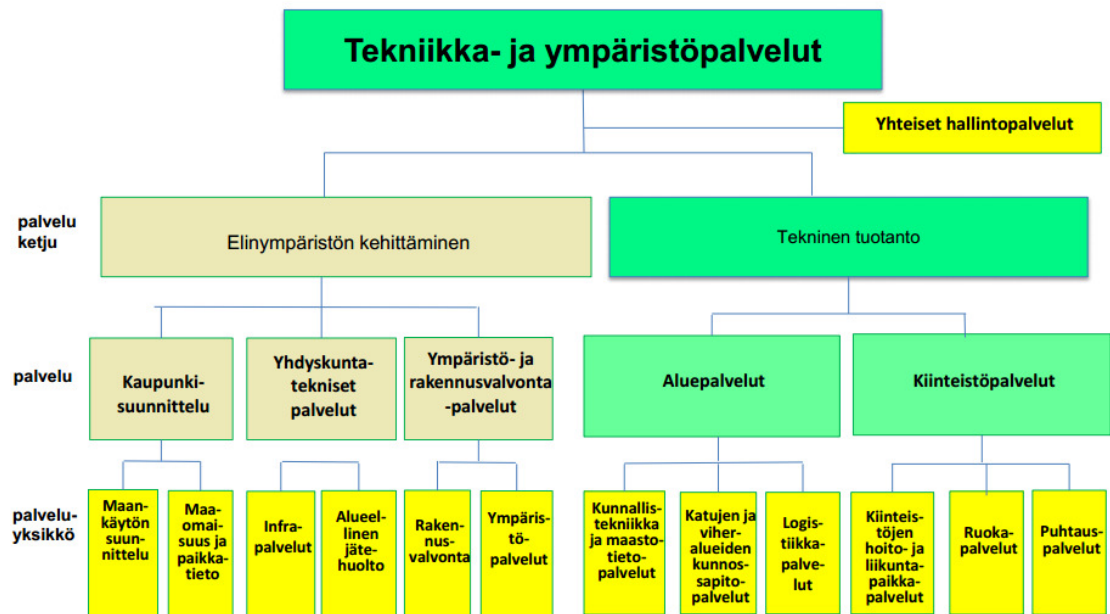 Tekniikka- ja ympäristöpalvelut
Yhteiset hallintopalvelut
palvelu
ketju
Elinympäristön kehittäminen
Tekninen tuotanto
palvelu
Kaupunki-
suunnittelu
Yhdyskunta-
tekniset
palvelut
Ympäristö- ja
rakennusvalvonta
-palvelut
Aluepalvelut
Kiinteistöpalvelut
palvelu-
yksikkö
Maan-
käytön
suun-
nittelu
Maa-
omai-
suus ja
paikka-
tieto
Infra-
palvelut
Alueel-
linen
jäte-
huolto
Raken-
nus-
valvonta
Ympäris-
tö-
palvelut
Kunnallis-
tekniikka
ja maasto-
tieto-
palvelut
Katujen ja
viher-
alueiden
kunnos-
sapito-
palvelut
Logis-
tiikka-
palve-
lut
Kiinteis-
töjen
hoito- ja
liikunta-
paikka-
palvelut
Ruoka-
palvelut
Puhtaus-
palvelut